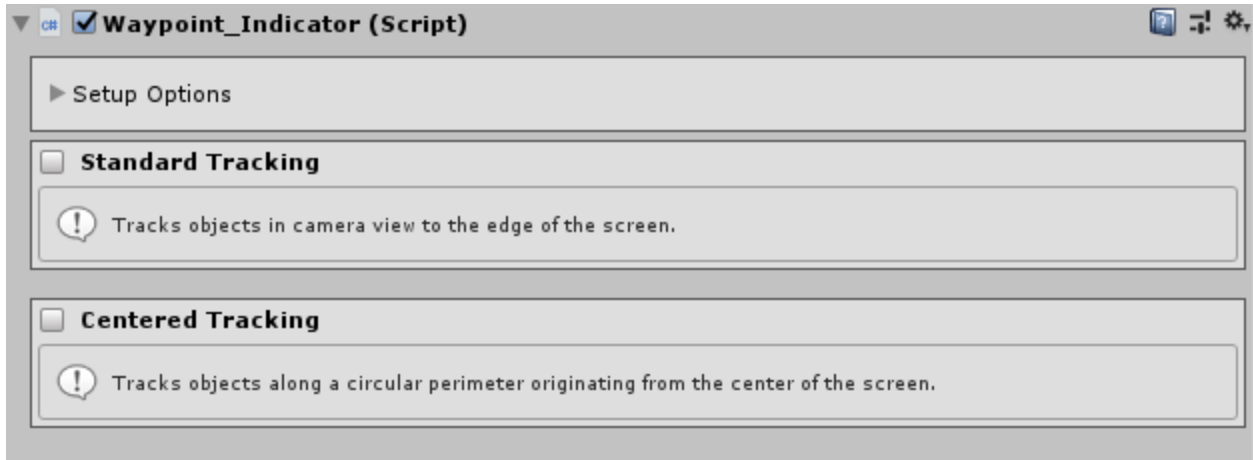 Waypoint_Indicator (Script)
Setup Options
Standard Tracking
Tracks objects in camera view to the edge of the screen.
Centered Tracking
Tracks objects along a circular perimeter originating from the center of the screen.